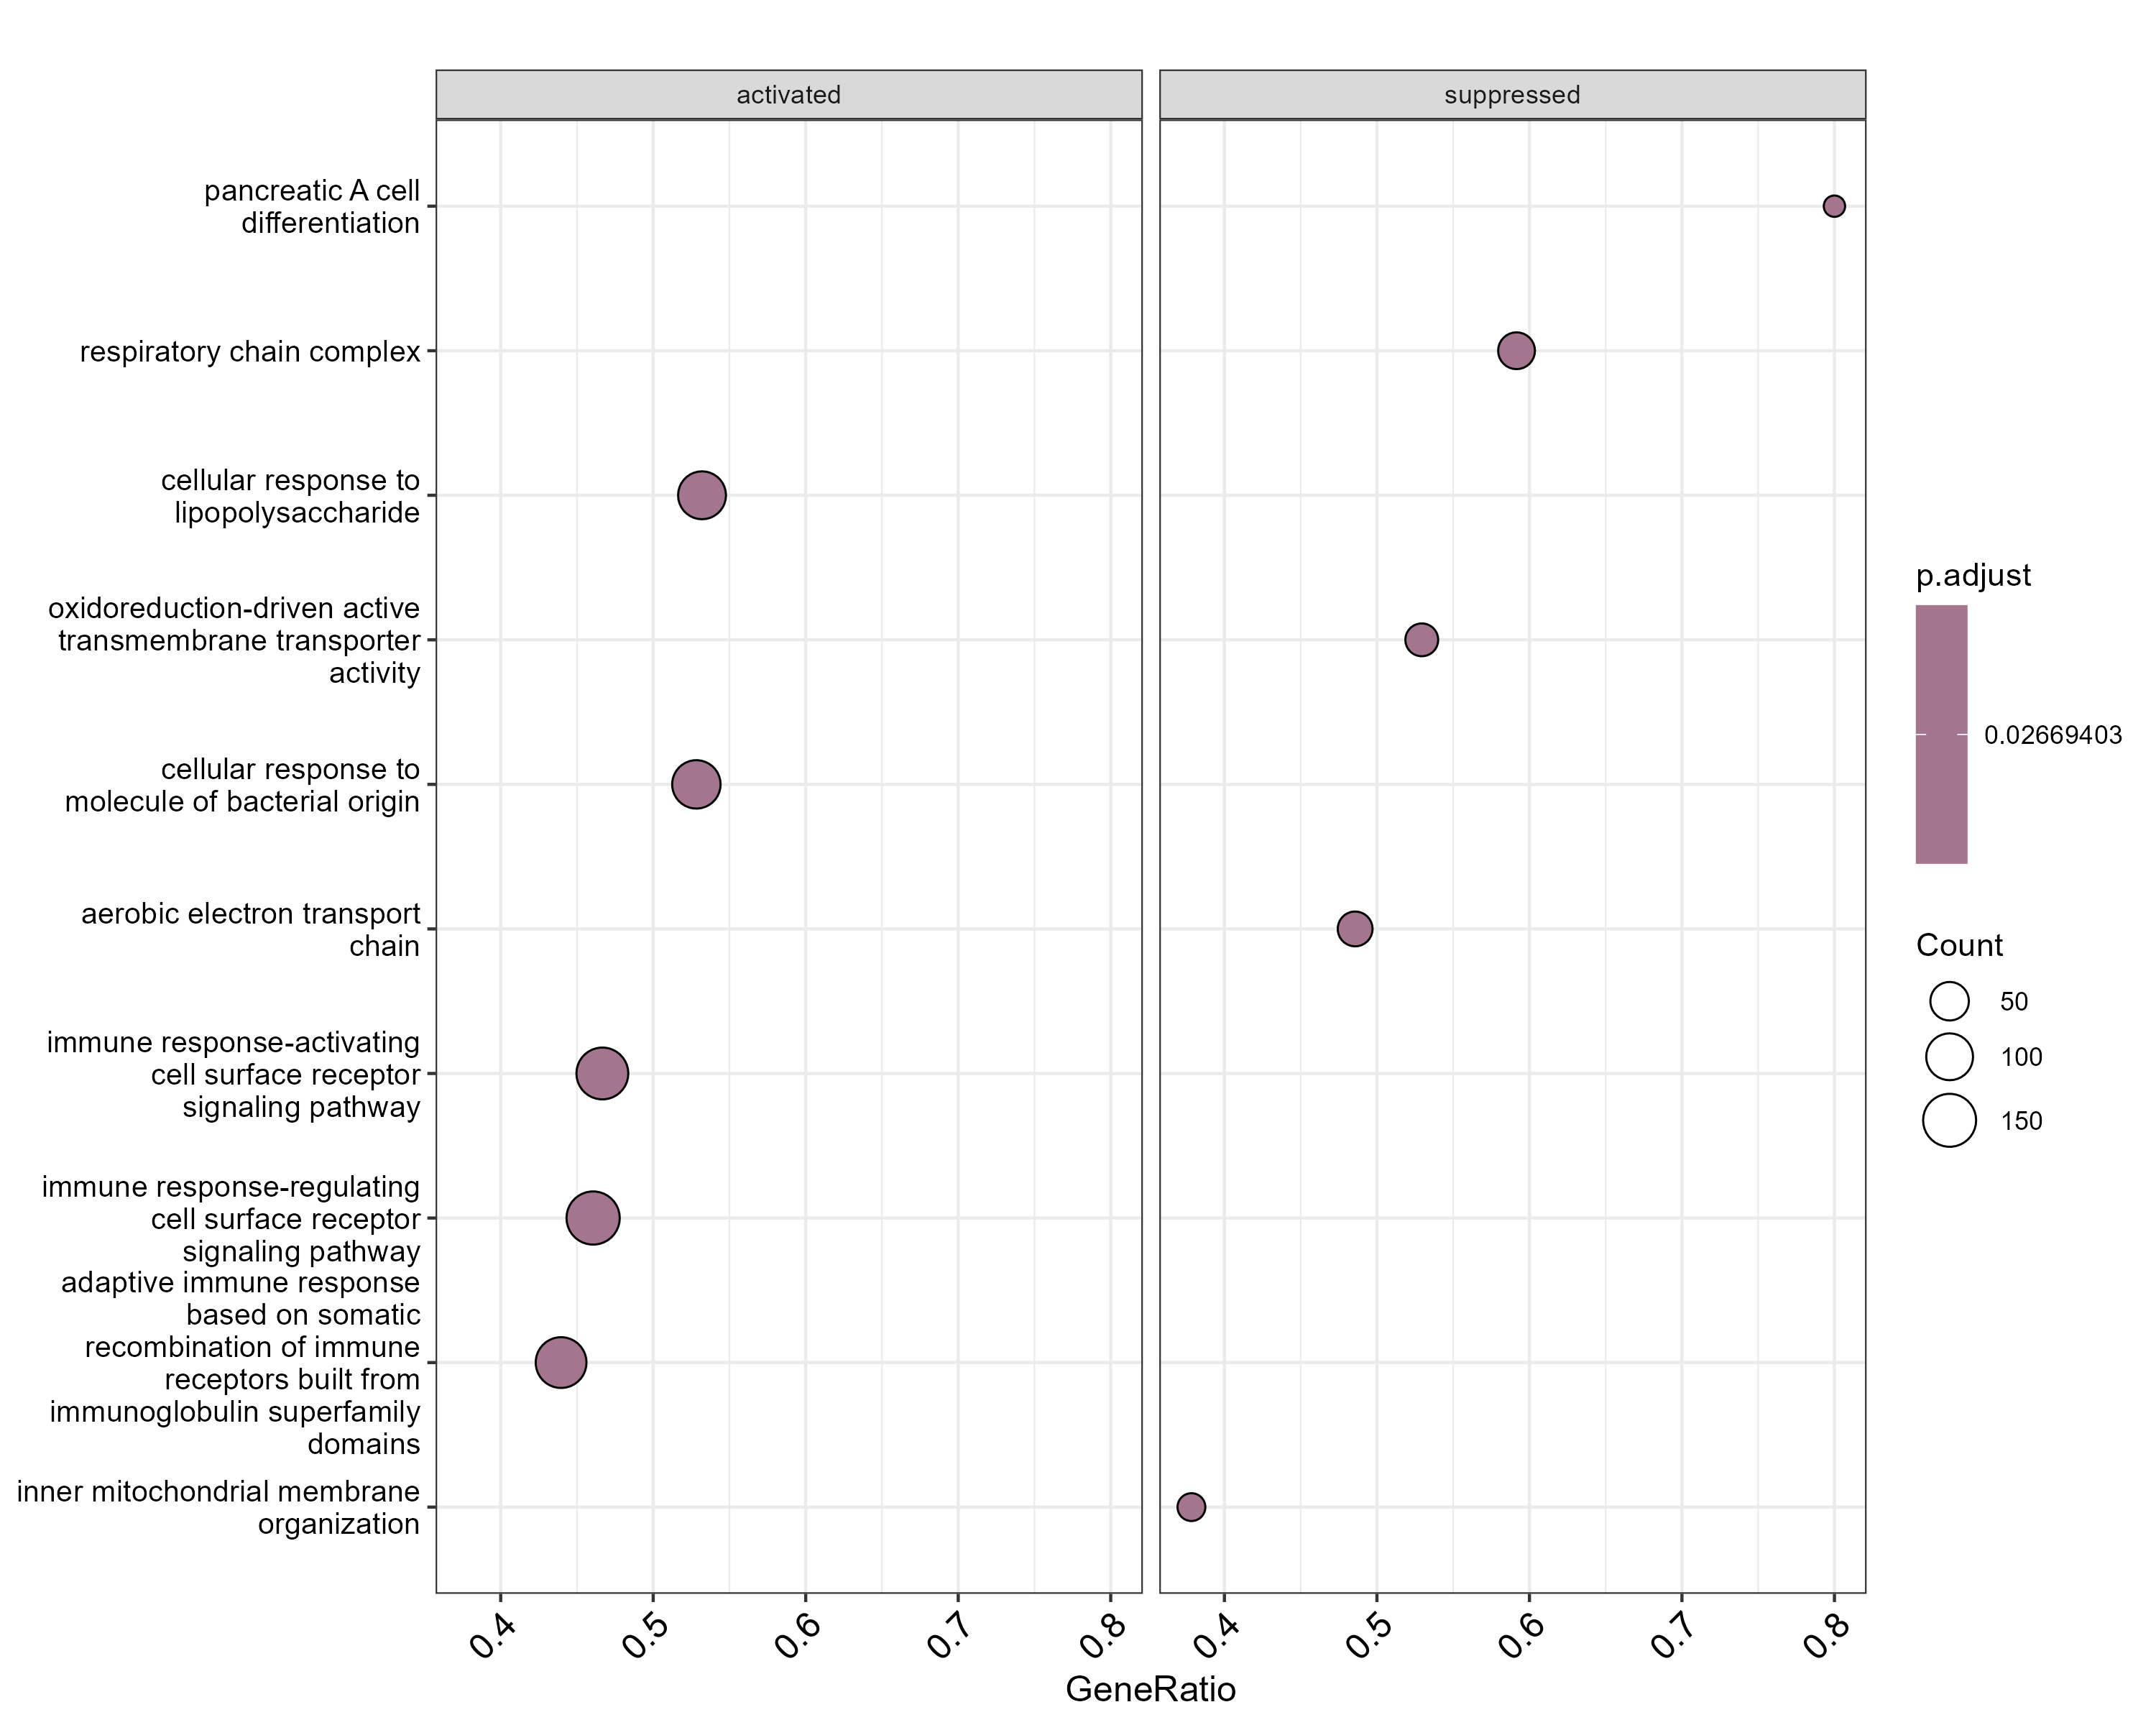 activated
suppressed
pancreatic A cell
differentiation
respiratory chain complex
cellular response to
lipopolysaccharide
oxidoreduction-driven active
transmembrane transporter
activity
cellular response to
molecule of bacterial origin
aerobic electron transport
chain
immune response-activating
cell surface receptor
signaling pathway
immune response-regulating
cell surface receptor
signaling pathway
adaptive immune response
based on somatic
recombination of immune
receptors built from
immunoglobulin superfamily
domains
inner mitochondrial membrane
organization
0.4 0.5 0.6 0.7 0.8
0.4 0.5 0.6 0.7 0.8
GeneRatio
p.adjust
0.02669403
Count
50
100
150